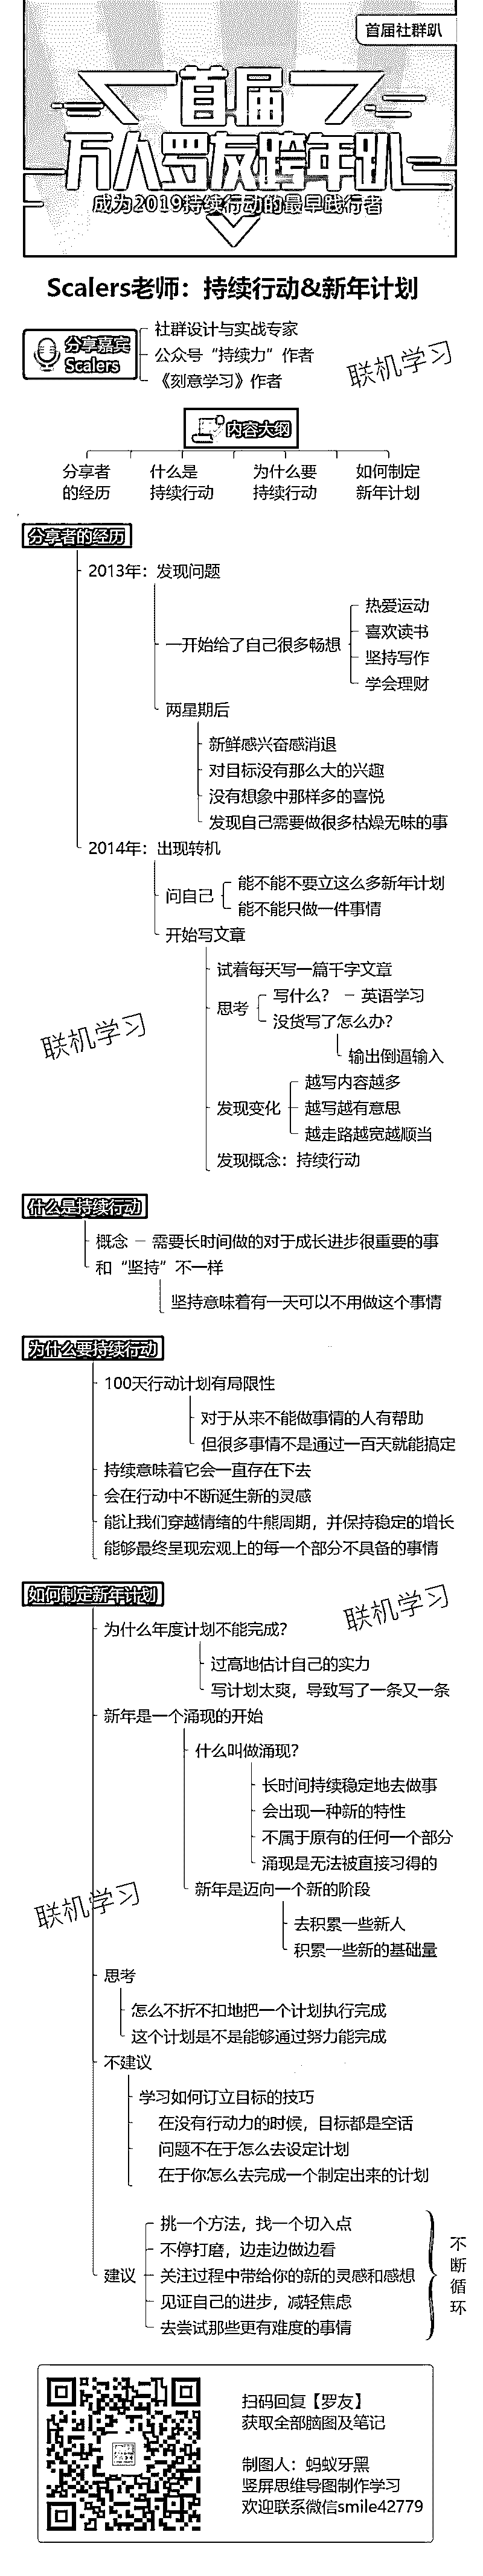 首届社群趴
首届
万人罗友跨年趴
成为2019持续行动的最早践行者
Scalers老师：持续行动&新年计划
分享嘉宾
Scalers
社群设计与实战专家
公众号“持续力”作者
《刻意学习》作者
联机学习
内容大纲
分享者
的经历
什么是
持续行动
为什么要
持续行动
如何制定
新年计划
分享者的经历
2013年：发现问题
一开始给了自己很多畅想
热爱运动
喜欢读书
坚持写作
学会理财
两星期后
新鲜感兴奋感消退
对目标没有那么大的兴趣
没有想象中那样多的喜悦
发现自己需要做很多枯燥无味的事
2014年：出现转机
问自己
能不能不要立这么多新年计划
能不能只做一件事情
开始写文章
试着每天写一篇千字文章
思考
写什么？ － 英语学习
没货写了怎么办？
输出倒逼输入
联机学习
发现变化
越写内容越多
越写越有意思
越走路越宽越顺当
发现概念：持续行动
什么是持续行动
概念 － 需要长时间做的对于成长进步很重要的事
和“坚持”不一样
坚持意味着有一天可以不用做这个事情
为什么要持续行动
100天行动计划有局限性
对于从来不能做事情的人有帮助
但很多事情不是通过一百天就能搞定
持续意味着它会一直存在下去
会在行动中不断诞生新的灵感
能让我们穿越情绪的牛熊周期，并保持稳定的增长
能够最终呈现宏观上的每一个部分不具备的事情
如何制定新年计划
联机学习
为什么年度计划不能完成？
过高地估计自己的实力
写计划太爽，导致写了一条又一条
新年是一个涌现的开始
什么叫做涌现？
长时间持续稳定地去做事
会出现一种新的特性
不属于原有的任何一个部分
涌现是无法被直接习得的
新年是迈向一个新的阶段
去积累一些新人
积累一些新的基础量
联机学习
思考
怎么不折不扣地把一个计划执行完成
这个计划是不是能够通过努力能完成
不建议
学习如何订立目标的技巧
在没有行动力的时候，目标都是空话
问题不在于怎么去设定计划
在于你怎么去完成一个制定出来的计划
建议
挑一个方法，找一个切入点
不停打磨，边走边做边看
关注过程中带给你的新的灵感和感想
见证自己的进步，减轻焦虑
去尝试那些更有难度的事情
不断循环
扫码回复【罗友】
获取全部脑图及笔记
制图人：蚂蚁牙黑
竖屏思维导图制作学习
欢迎联系微信smile42779